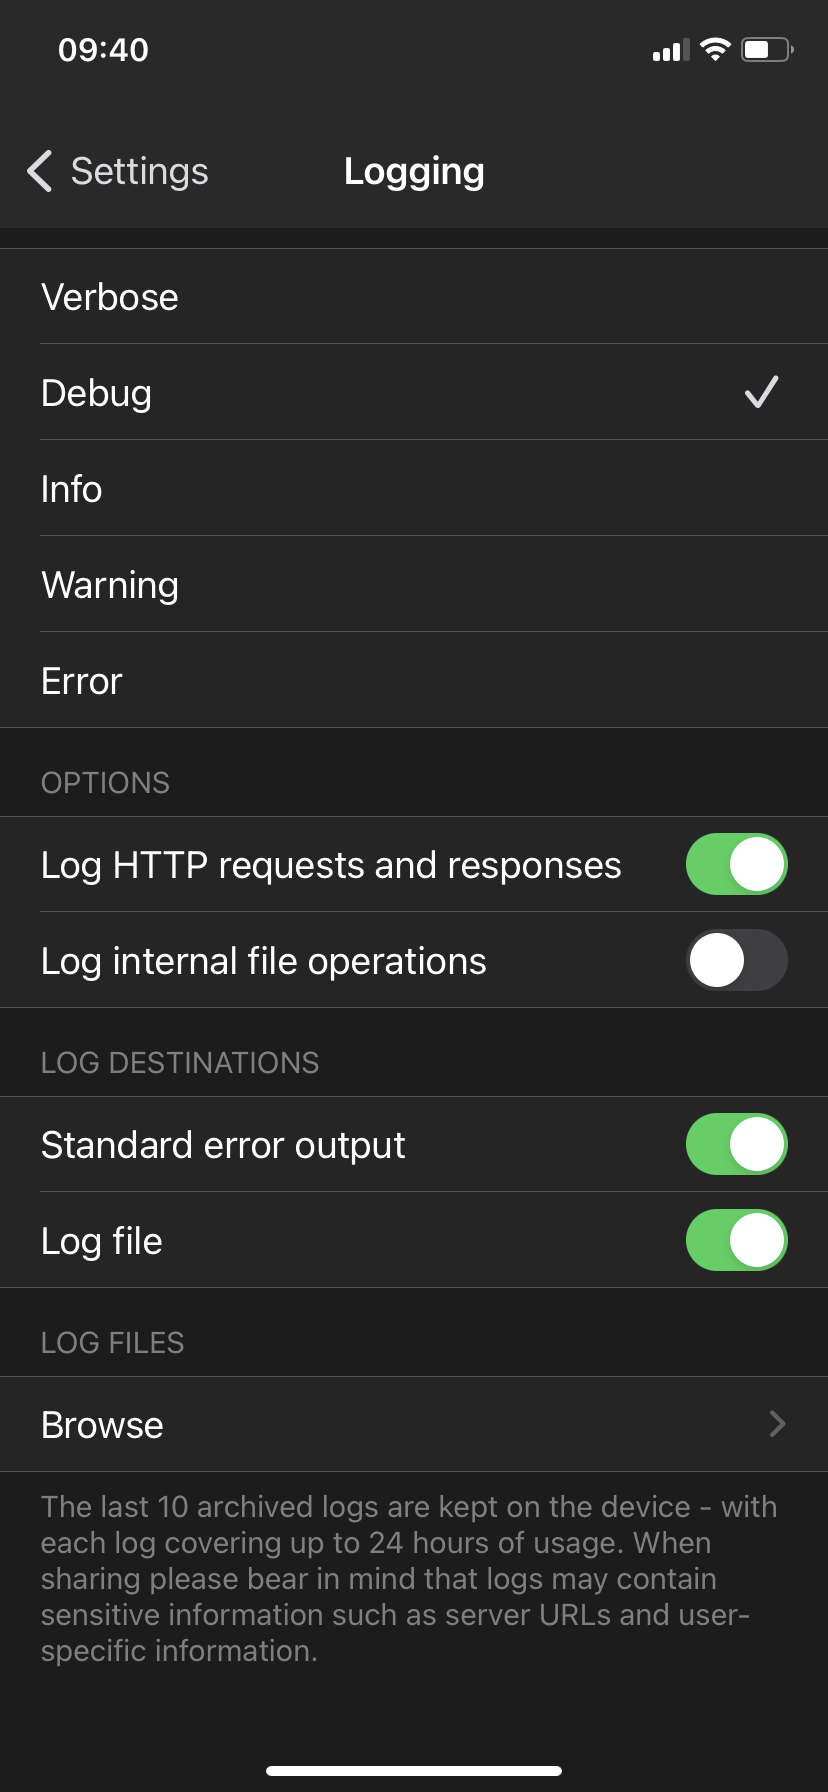 09:40
Settings
Logging
Verbose
Debug
Info
Warning
Error
OPTIONS
Log HTTP requests and responses
Log internal file operations
LOG DESTINATIONS
Standard error output
Log file
LOG FILES
Browse
The last 10 archived logs are kept on the device - with
each log covering up to 24 hours of usage. When
sharing please bear in mind that logs may contain
sensitive information such as server URLs and user-
specific information.